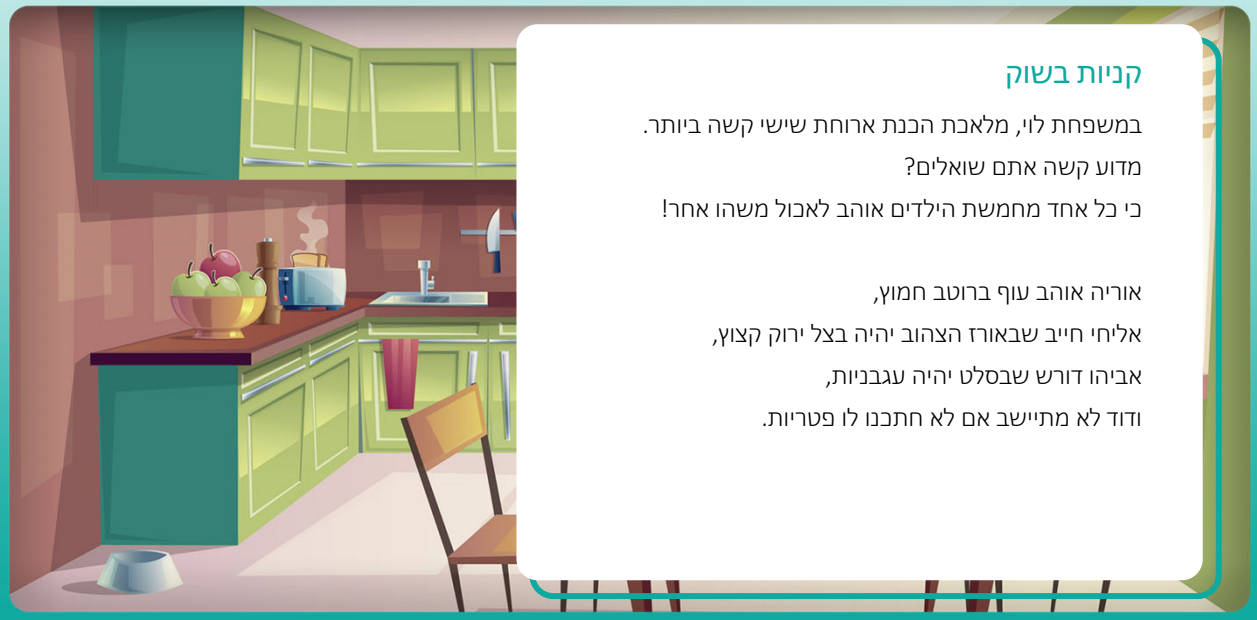 קניות בשוק
במשפחת לוי, מלאכת הכנת ארוחת שישי קשה ביותר.
מדוע קשה אתם שואלים?
כי כל אחד מחמשת הילדים אוהב לאכול משהו אחר!
אוריה אוהב עוף ברוטב חמוץ,
אליחי חייב שבאורז הצהוב יהיה בצל ירוק קצוץ,
אביהו דורש שבסלט יהיה עגבניות,
ודוד לא מתיישב אם לא חתכנו לו פטריות.